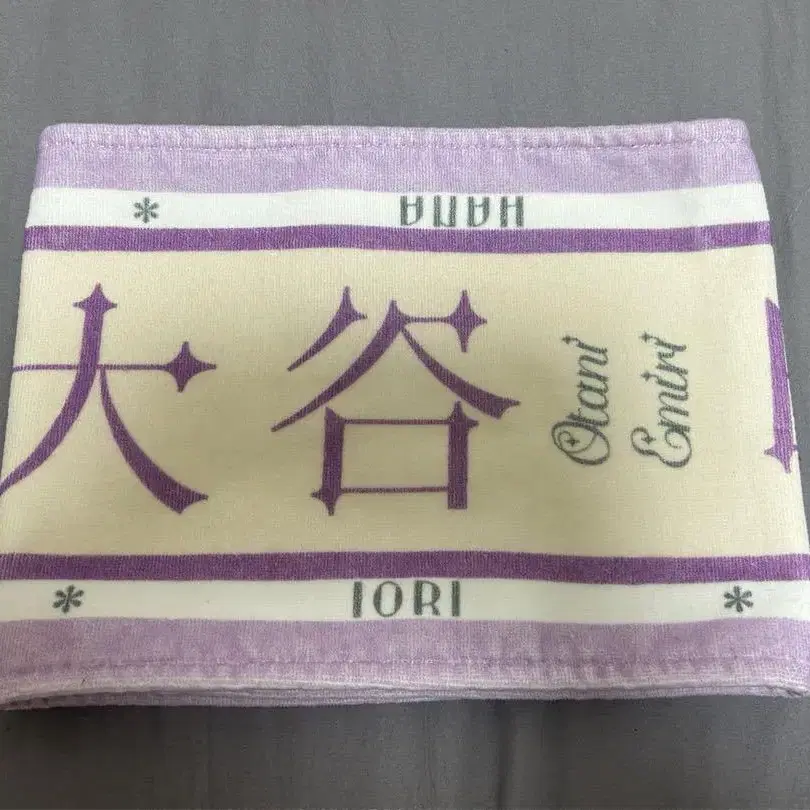 * HANA
大谷
Otani
Emiri
* IORI *